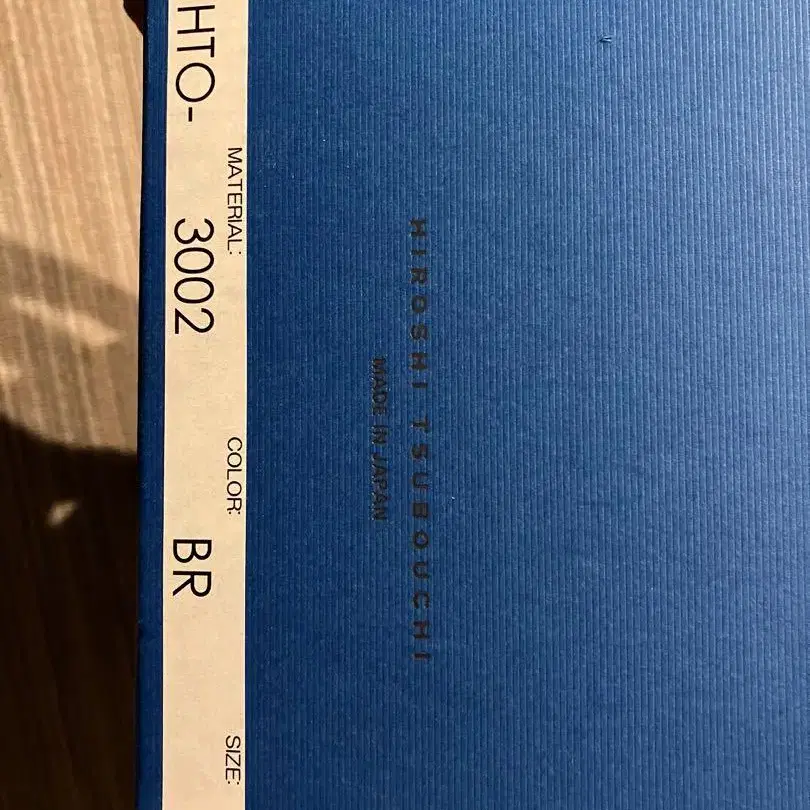 HIROSHI TSUBOUCHI
MADE IN JAPAN
MATERIAL: COLOR: SIZE:
HTO- 3002 BR